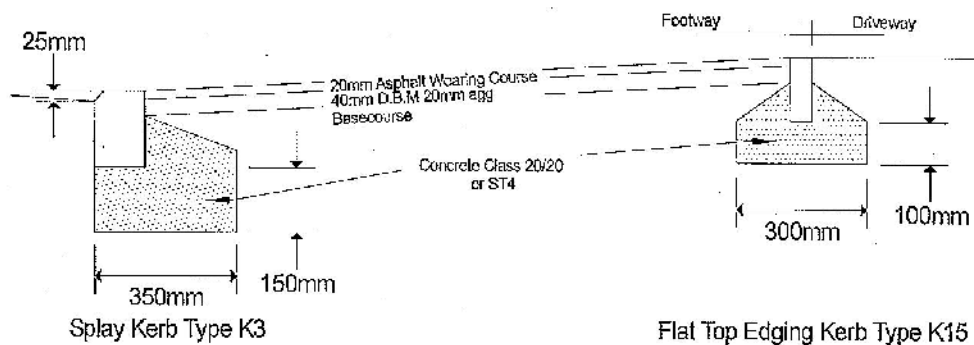 Footway Driveway
25mm
20mm Asphalt Wearing Course
40mm D.B.M 20mm agg
Basecourse
Concrete Class 20/20
or ST4
100mm
300mm
150mm
350mm
Splay Kerb Type K3
Flat Top Edging Kerb Type K15